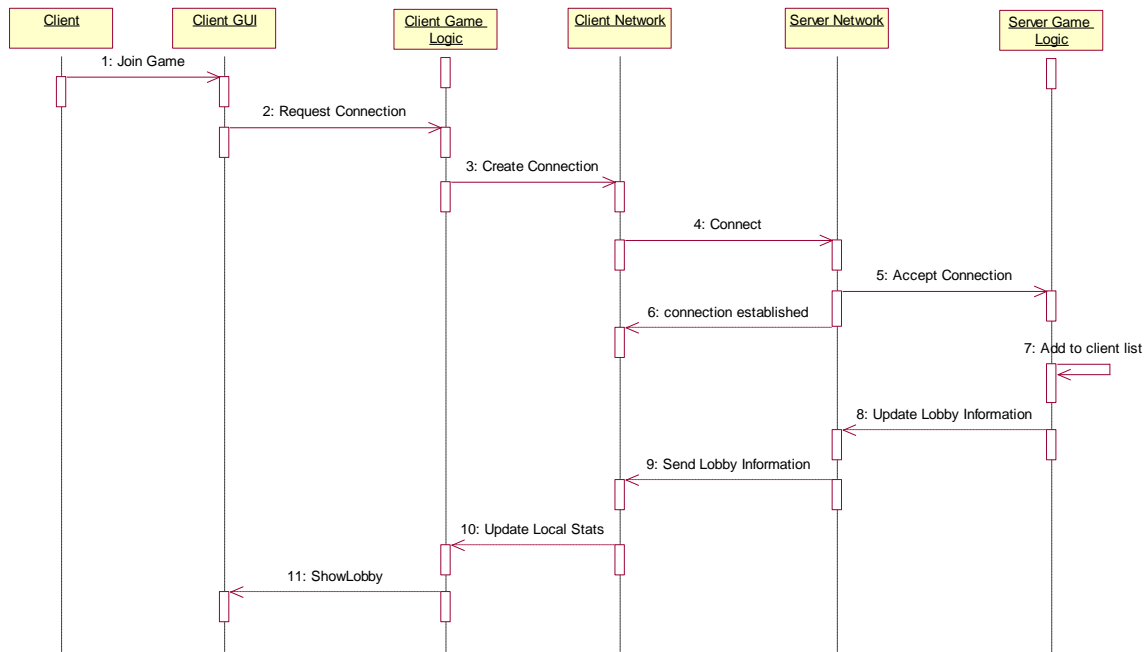 Client
Client GUI
Client Game
Logic
Client Network
Server Network
Server Game
Logic
1: Join Game
2: Request Connection
3: Create Connection
4: Connect
5: Accept Connection
6: connection established
7: Add to client list
8: Update Lobby Information
9: Send Lobby Information
10: Update Local Stats
11: ShowLobby